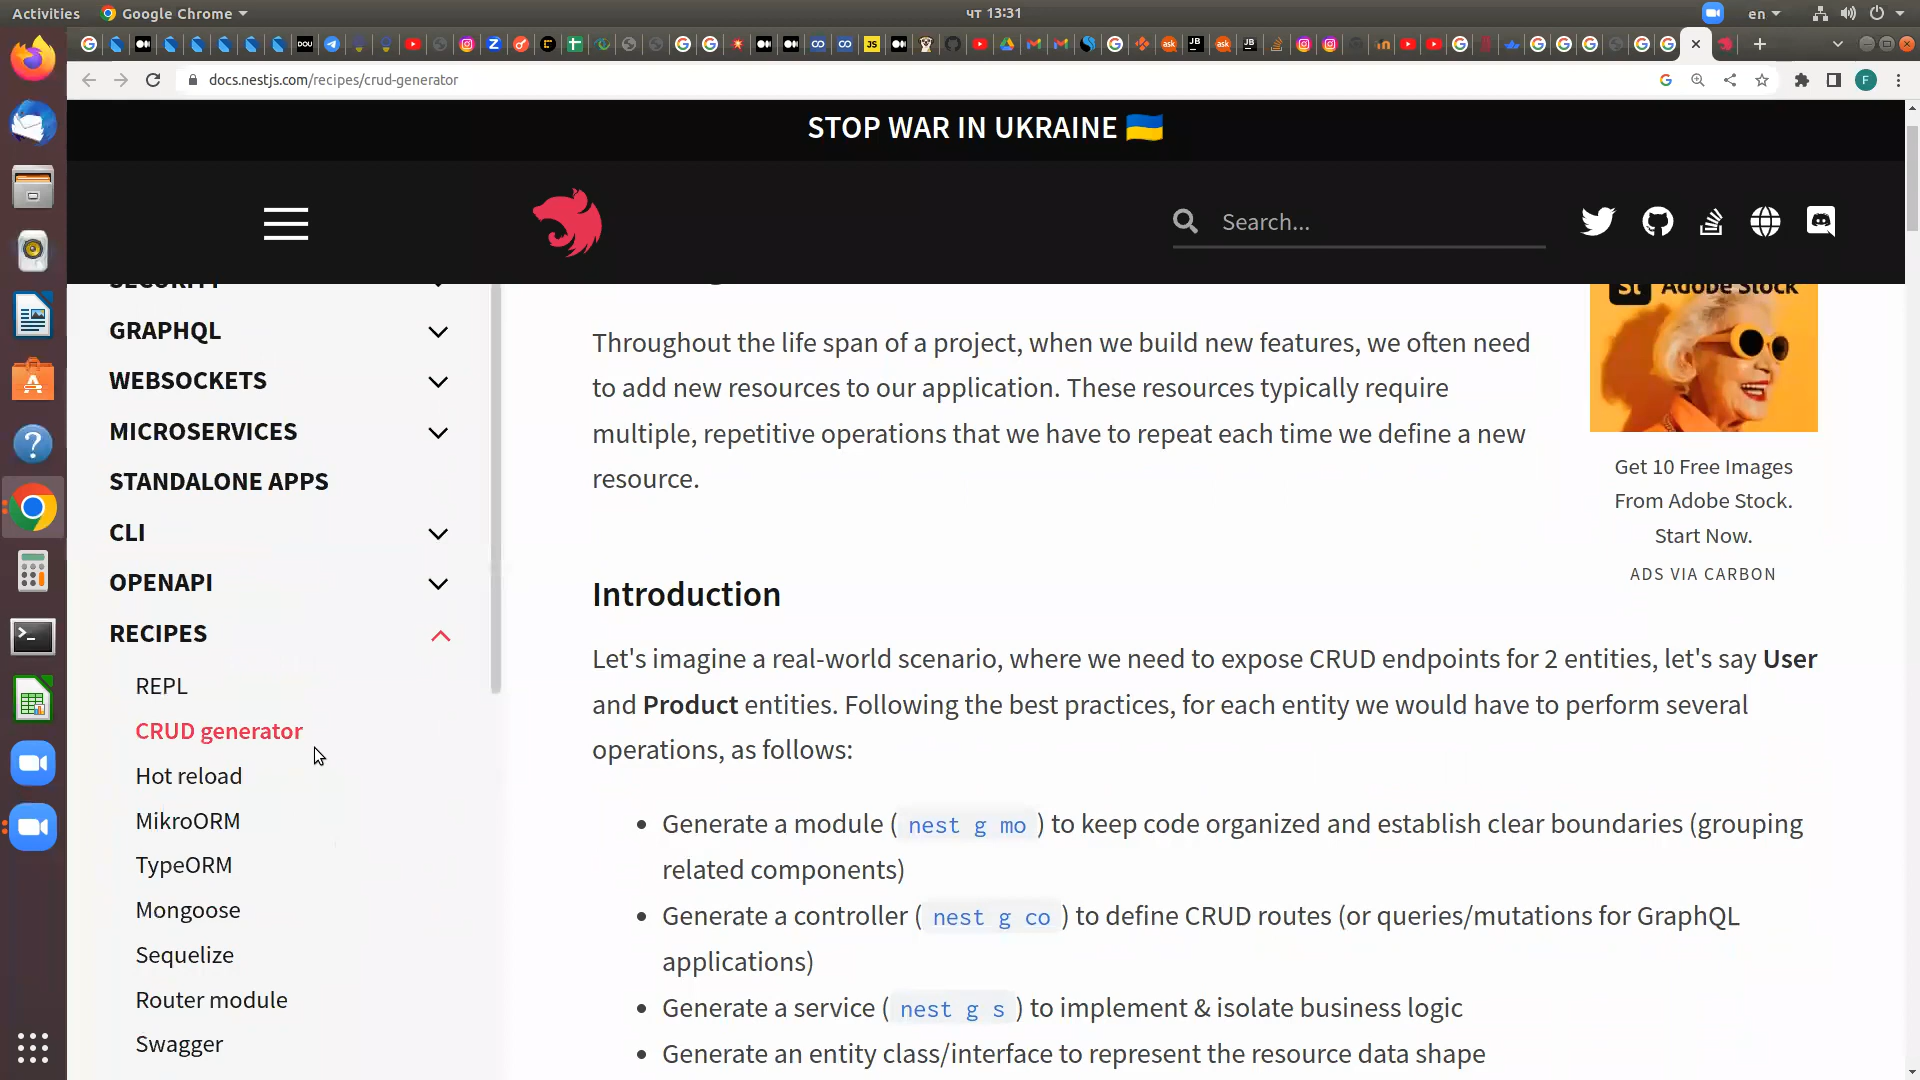 Activities
Google Chrome
чт 13:31
en
docs.nestjs.com/recipes/crud-generator
STOP WAR IN UKRAINE
Search...
SECURITY
GRAPHQL
WEBSOCKETS
MICROSERVICES
STANDALONE APPS
CLI
OPENAPI
RECIPES
REPL
CRUD generator
Hot reload
MikroORM
TypeORM
Mongoose
Sequelize
Router module
Swagger
Throughout the life span of a project, when we build new features, we often need
to add new resources to our application. These resources typically require
multiple, repetitive operations that we have to repeat each time we define a new
resource.
Introduction
Let's imagine a real-world scenario, where we need to expose CRUD endpoints for 2 entities, let's say User
and Product entities. Following the best practices, for each entity we would have to perform several
operations, as follows:
• Generate a module ( nest g mo ) to keep code organized and establish clear boundaries (grouping
related components)
• Generate a controller ( nest g co ) to define CRUD routes (or queries/mutations for GraphQL
applications)
• Generate a service ( nest g s ) to implement & isolate business logic
• Generate an entity class/interface to represent the resource data shape
St Adobe Stock
Get 10 Free Images
From Adobe Stock.
Start Now.
ADS VIA CARBON